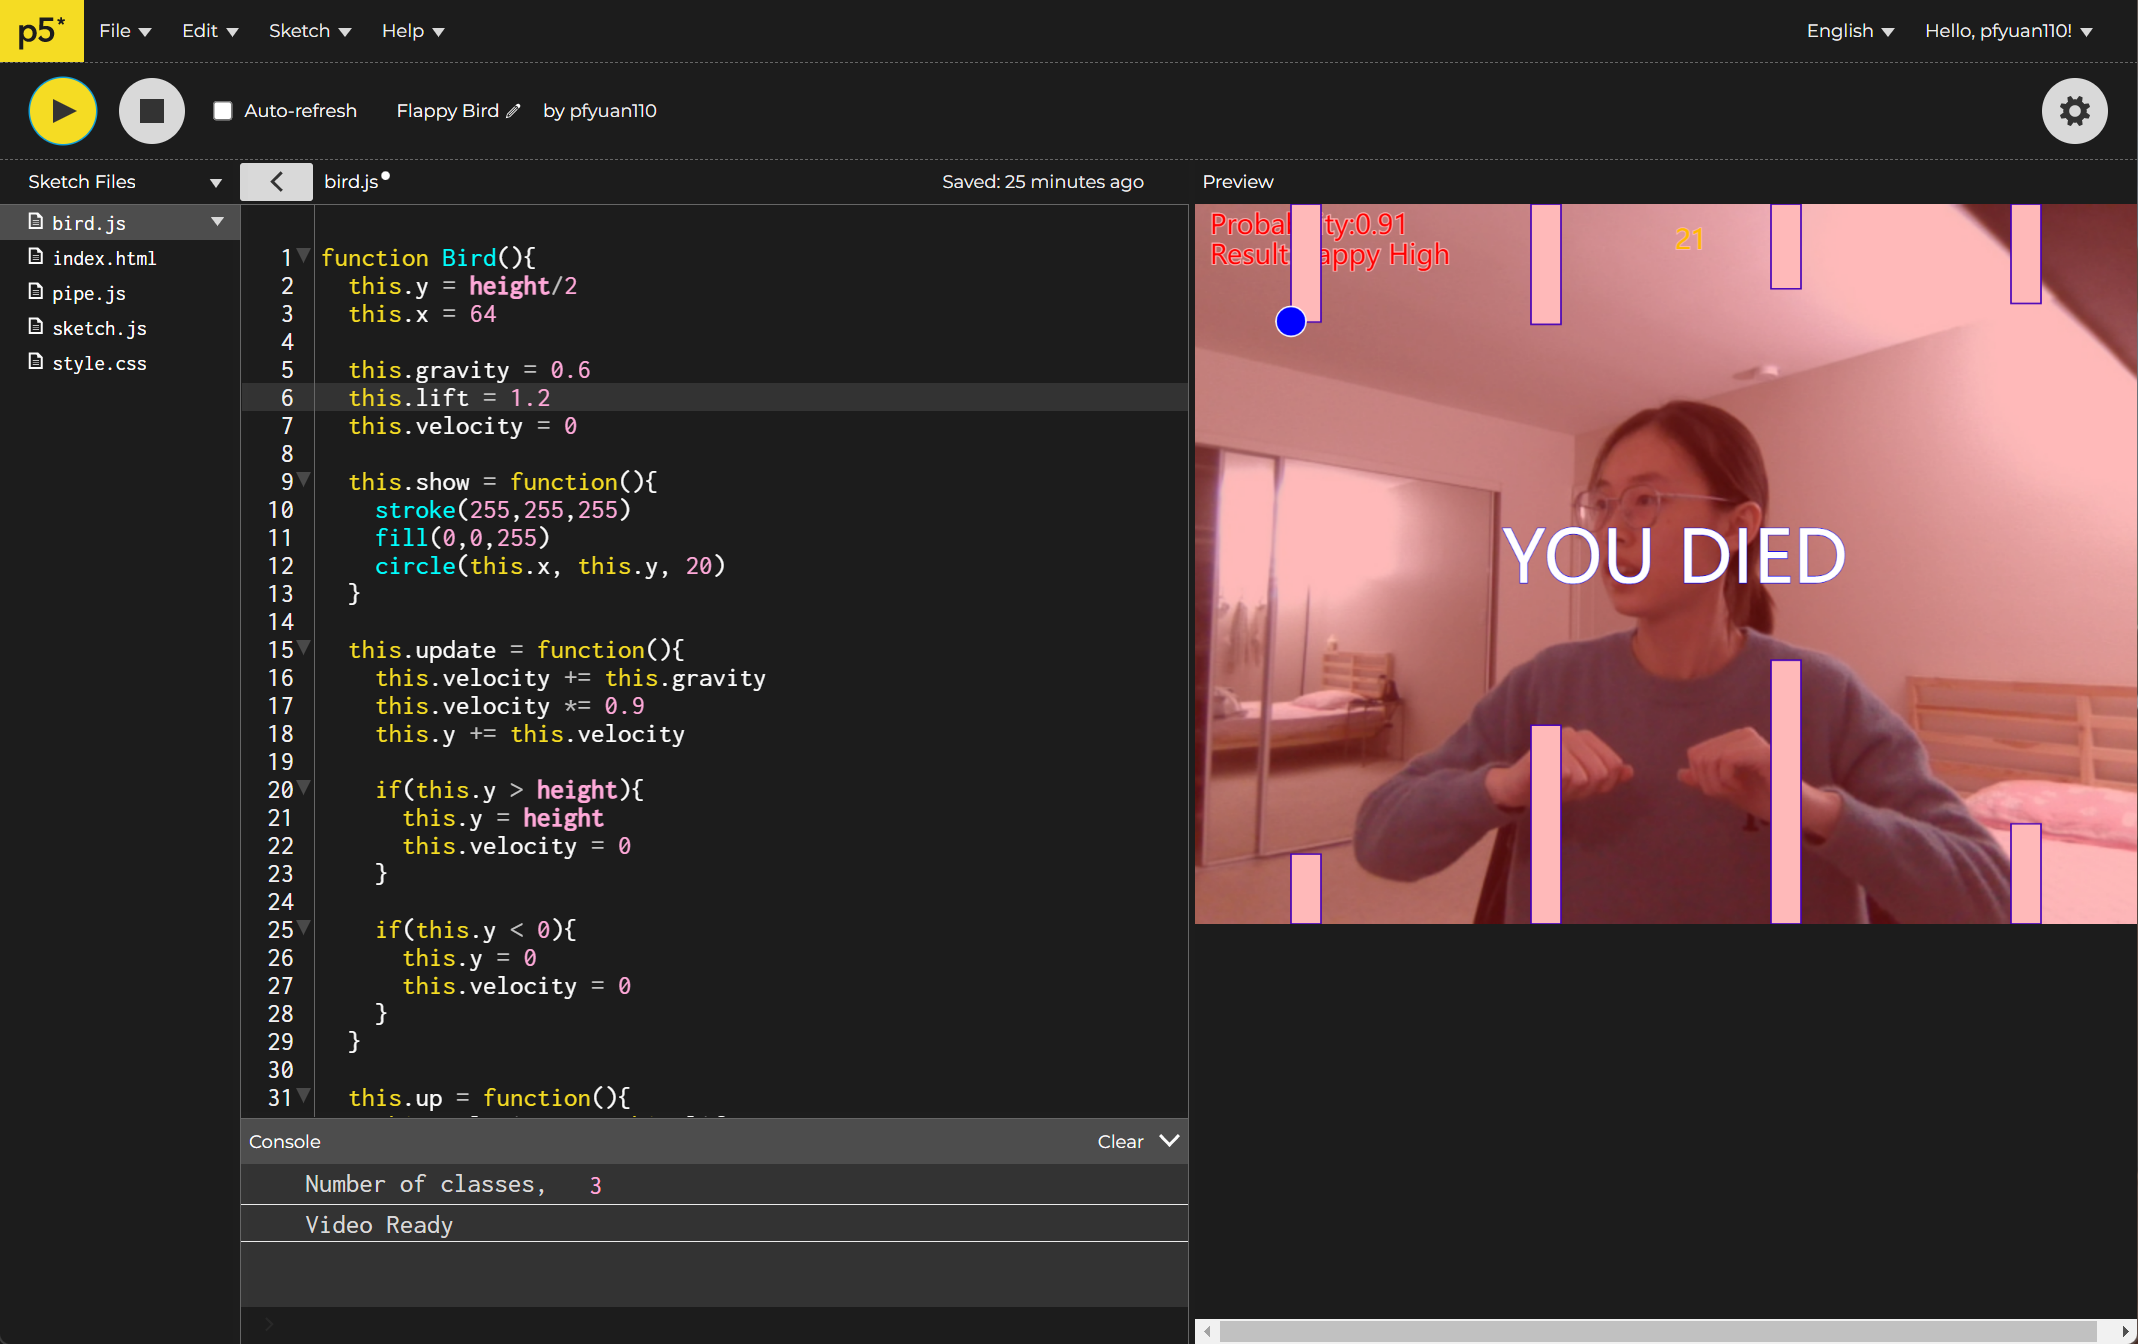 p5*
File Edit Sketch Help English Hello, pfyuan110!
Auto-refresh Flappy Bird by pfyuan110
Sketch Files
bird.js
index.html
pipe.js
sketch.js
style.css
bird.js Saved: 25 minutes ago
1 function Bird(){
2 this.y = height/2
3 this.x = 64
4
5 this.gravity = 0.6
6 this.lift = 1.2
7 this.velocity = 0
8
9 this.show = function(){
10 stroke(255,255,255)
11 fill(0,0,255)
12 circle(this.x, this.y, 20)
13 }
14
15 this.update = function(){
16 this.velocity += this.gravity
17 this.velocity *= 0.9
18 this.y += this.velocity
19
20 if(this.y > height){
21 this.y = height
22 this.velocity = 0
23 }
24
25 if(this.y < 0){
26 this.y = 0
27 this.velocity = 0
28 }
29 }
30
31 this.up = function(){
Console Clear
Number of classes, 3
Video Ready
>
Preview
ty:0.91
Result
High
21
YOU DIED